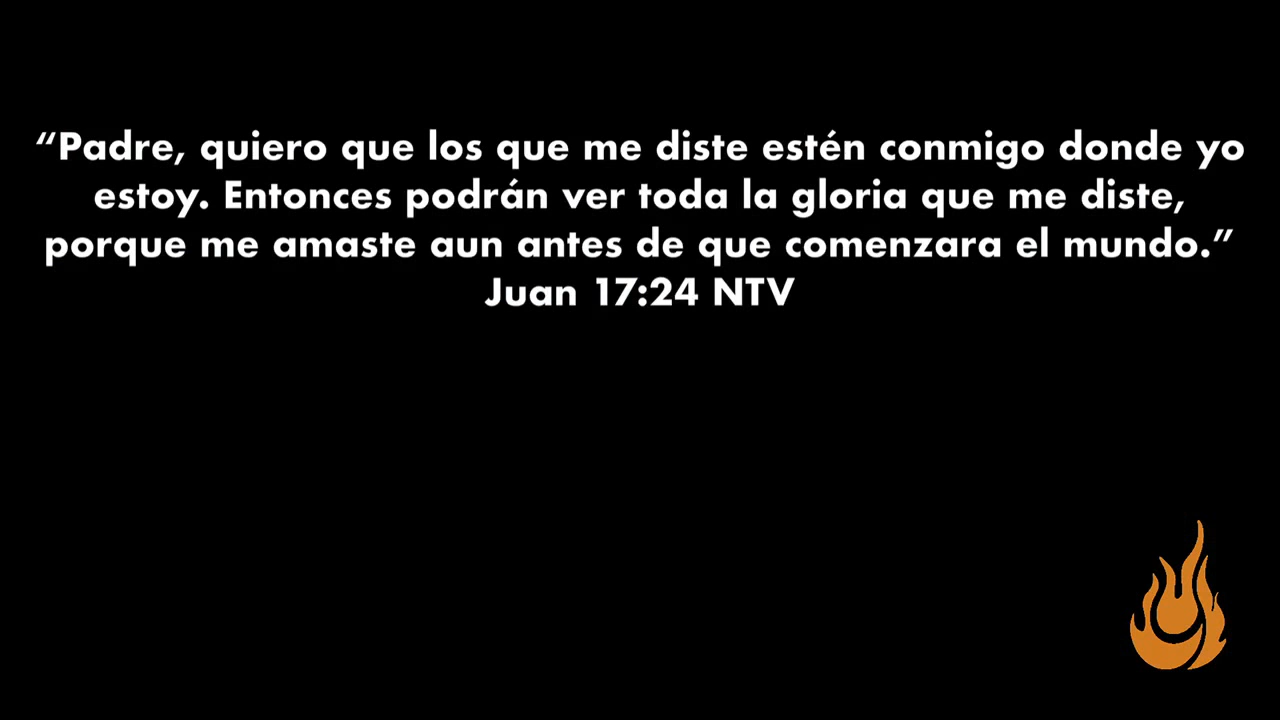 “Padre, quiero que los que me diste estén conmigo donde yo
estoy. Entonces podrán ver toda la gloria que me diste,
porque me amaste aun antes de que comenzara el mundo.”
Juan 17:24 NTV